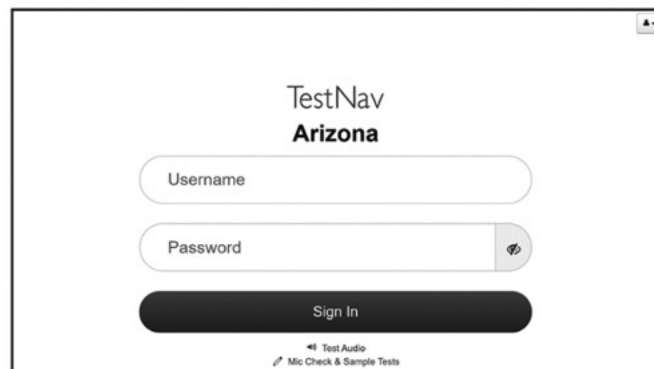 TestNav
Arizona
Username
Password
Sign In
Test Audio
Mic Check & Sample Tests